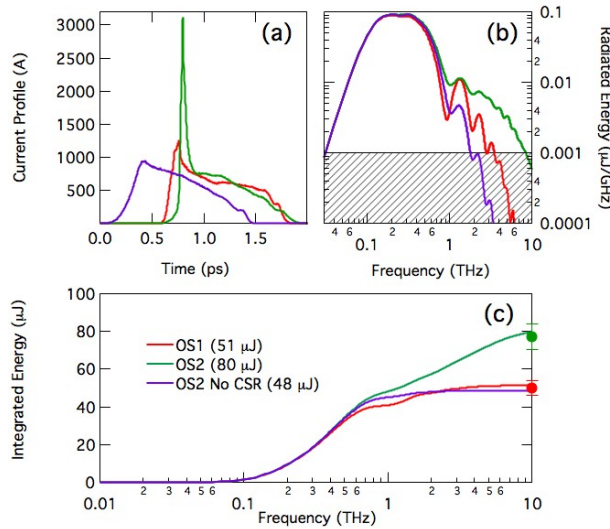 (a)
3000
2500
2000
1500
1000
500
Current Profile (A)
0.0 0.5 1.0 1.5
Time (ps)
(b)
0.1
4
2
0.01
4
2
0.001
4
2
0.0001
Radiated Energy (µJ/GHz)
4 6 0.1 2 4 6 1 2 4 6 10
Frequency (THz)
(c)
100
80
60
40
20
0
Integrated Energy (µJ)
OS1 (51 µJ)
OS2 (80 µJ)
OS2 No CSR (48 µJ)
0.01 2 3 4 5 6 0.1 2 3 4 5 6 1 2 3 4 5 6 10
Frequency (THz)